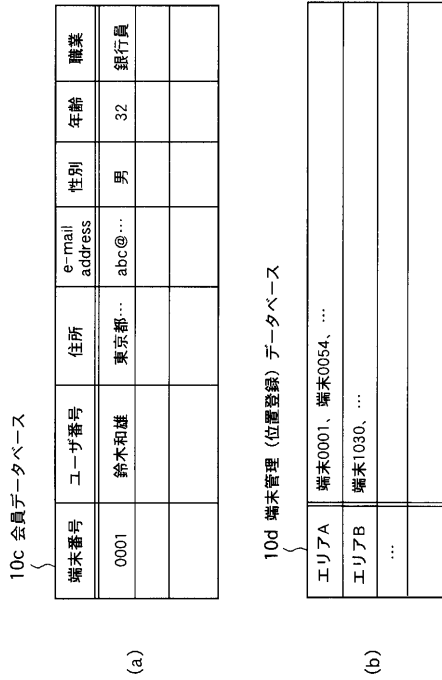 10c 会員データベース
端末番号 ユーザ番号 住所 e-mail address 性別 年齢 職業
0001 鈴木和雄 東京都… abc@… 男 32 銀行員
(a)
10d 端末管理（位置登録）データベース
エリアA 端末0001、端末0054、…
エリアB 端末1030、…
…
(b)